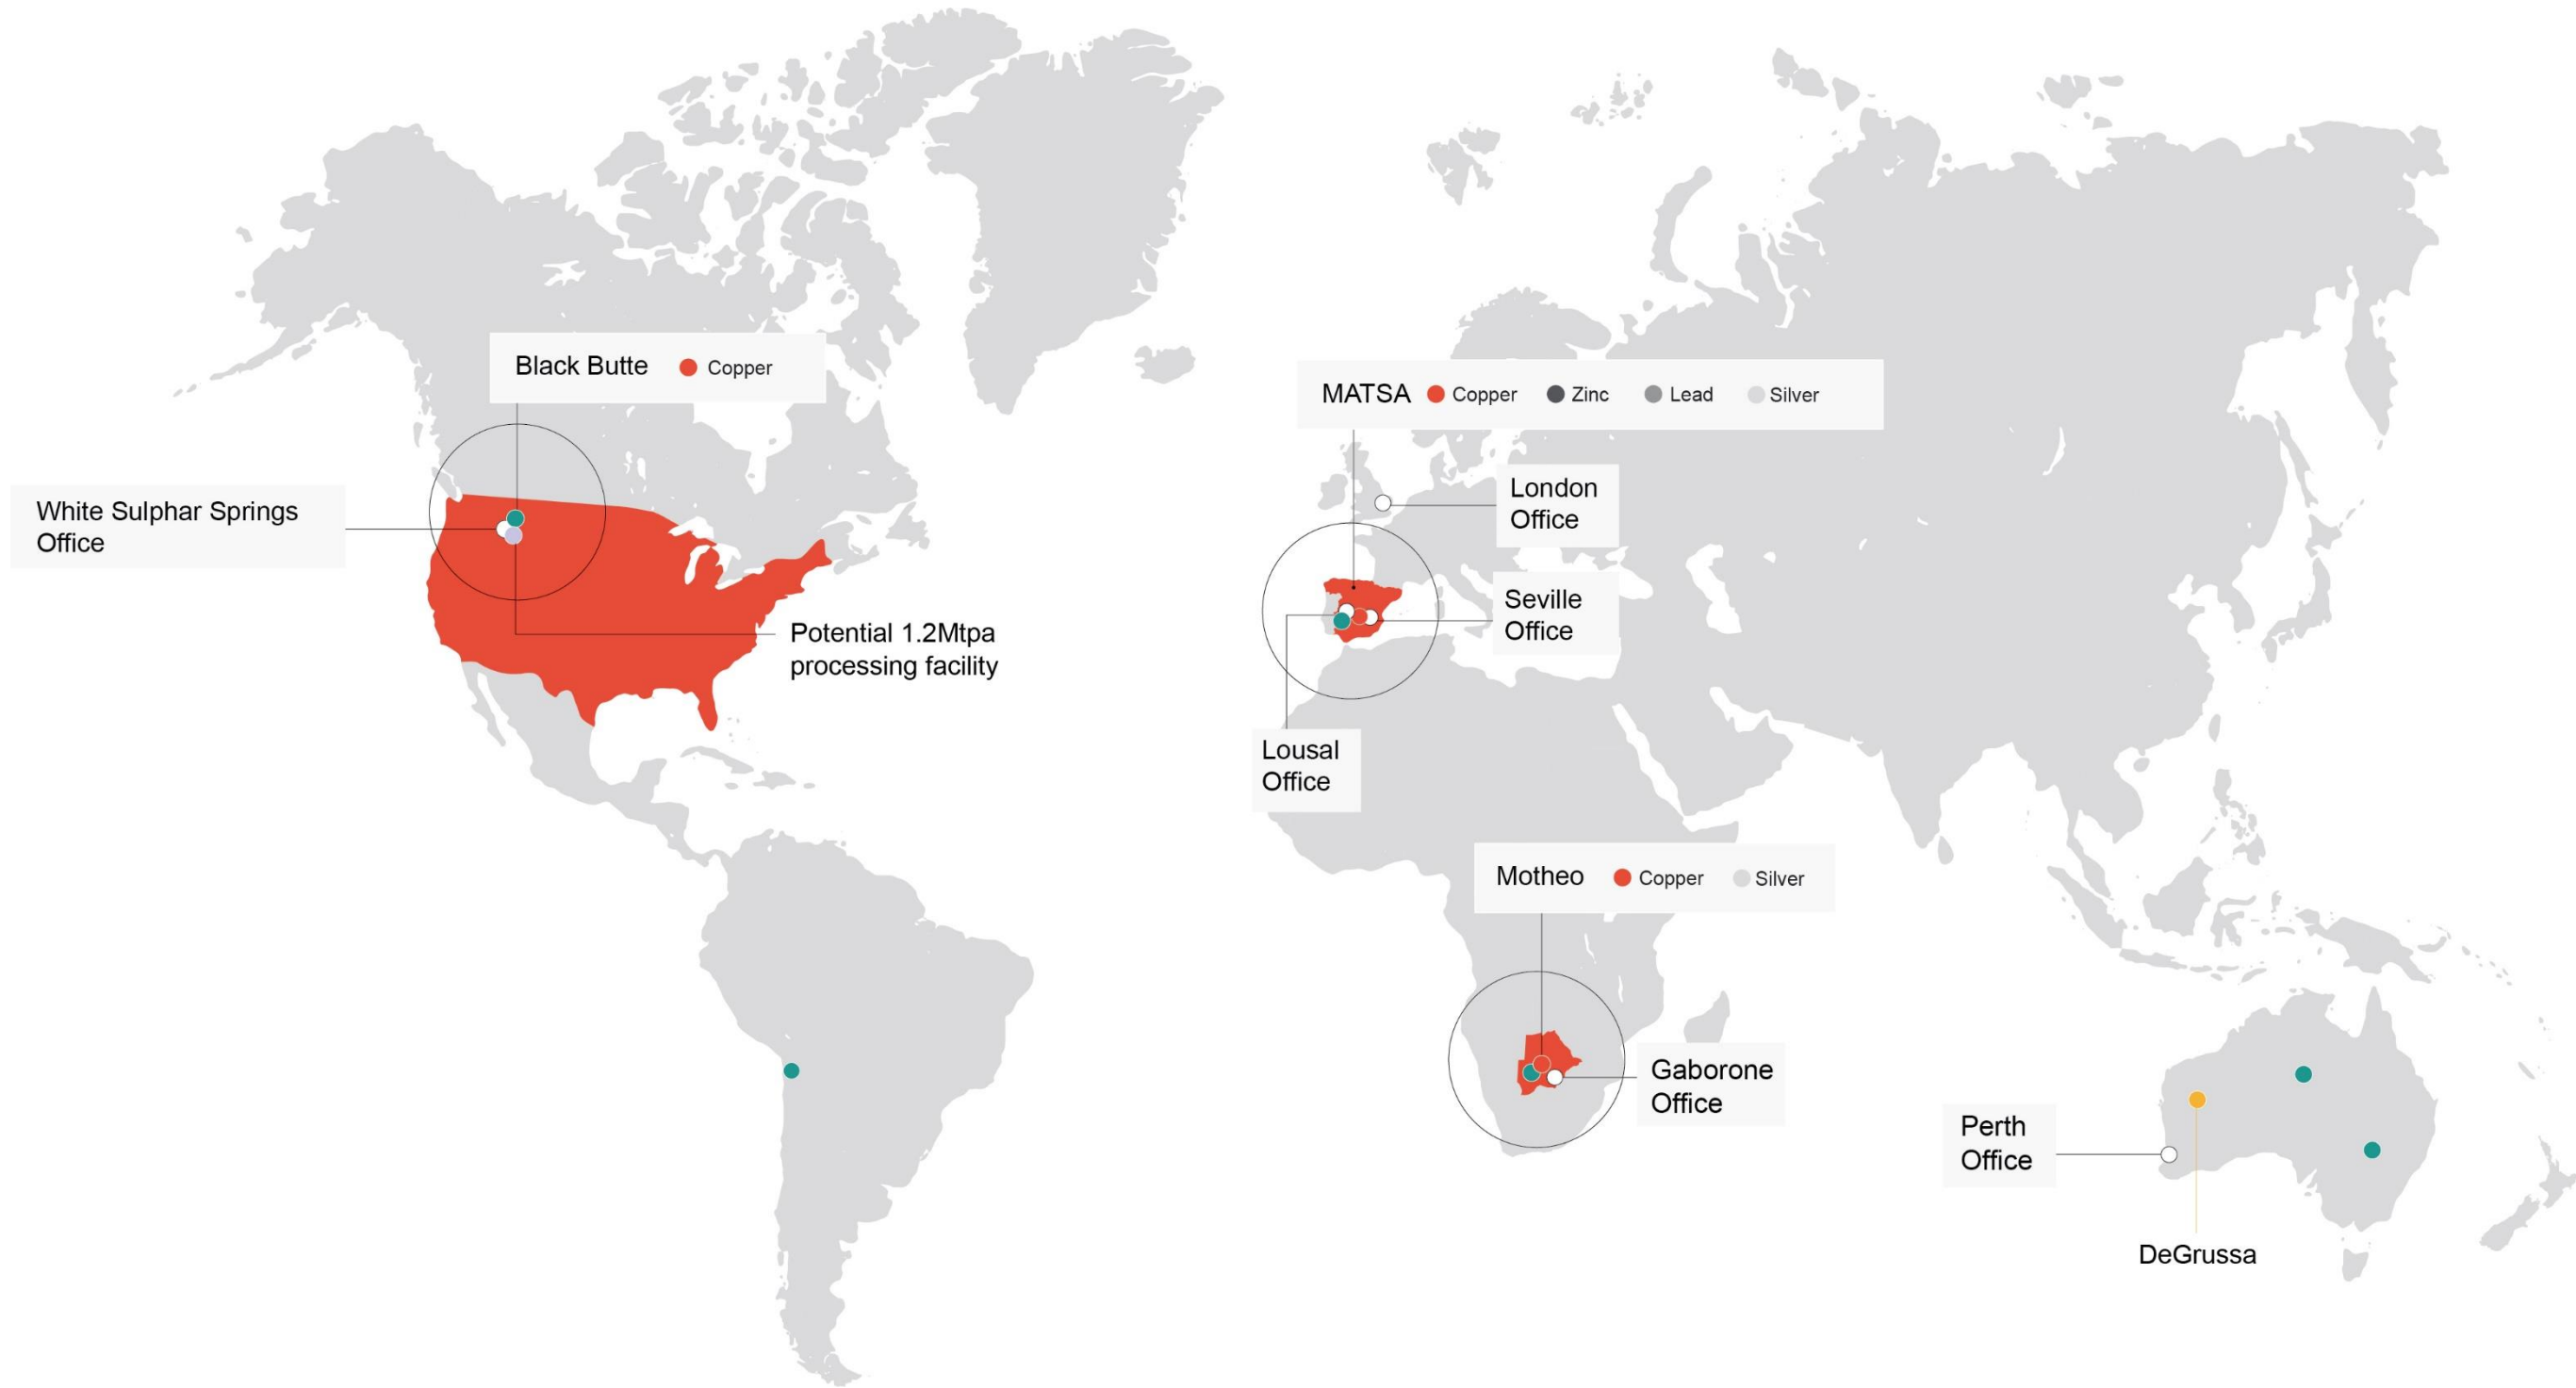 Black Butte Copper
MATSA Copper Zinc Lead Silver
White Sulphar Springs
Office
London
Office
Seville
Office
Potential 1.2Mtpa
processing facility
Lousal
Office
Motheo Copper Silver
Gaborone
Office
Perth
Office
DeGrussa